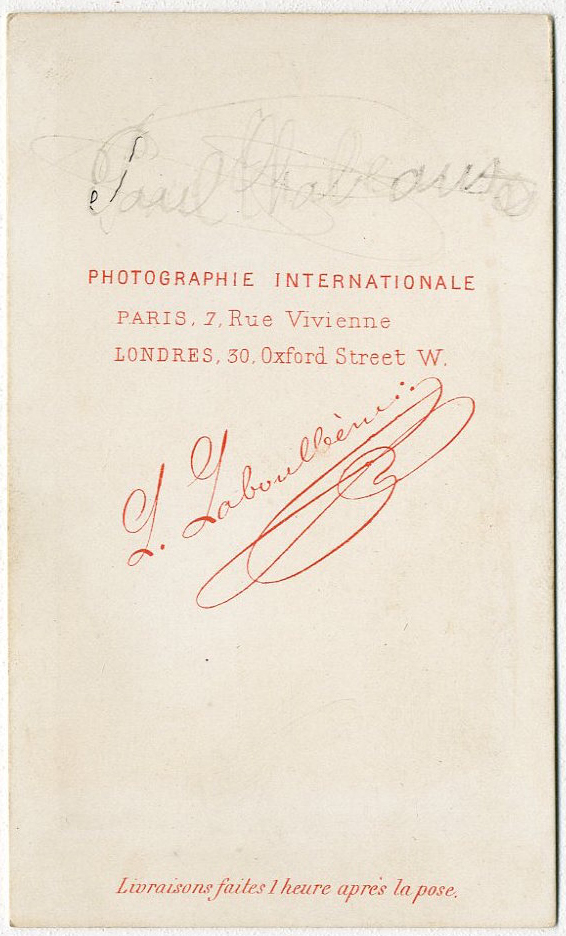 Paul
PHOTOGRAPHIE INTERNATIONALE
PARIS, 7, Rue Vivienne
LONDRES, 30, Oxford Street W.
L. Laboulbène
Livraisons faites 1 heure après la pose.